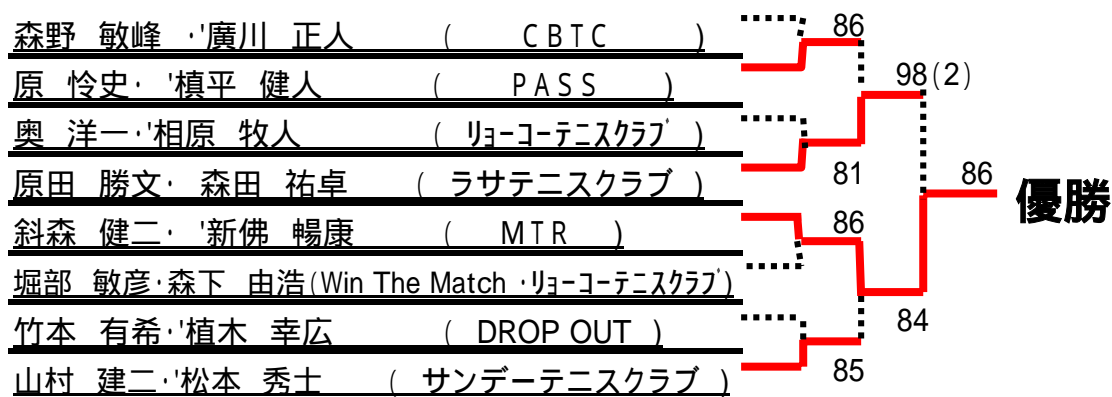 森野 敏峰 ・'廣川 正人 ( CBTC )
86
原 怜史・ '槙平 健人 ( PASS )
98(2)
奥 洋一・'相原 牧人 ( リョーコーテニスクラブ )
原田 勝文・ 森田 祐卓 ( ラサテニスクラブ )
81
86
優勝
斜森 健二・ '新佛 暢康 ( MTR )
86
堀部 敏彦・森下 由浩(Win The Match ・リョーコーテニスクラブ)
竹本 有希・'植木 幸広 ( DROP OUT )
84
山村 建二・'松本 秀士 ( サンデーテニスクラブ )
85